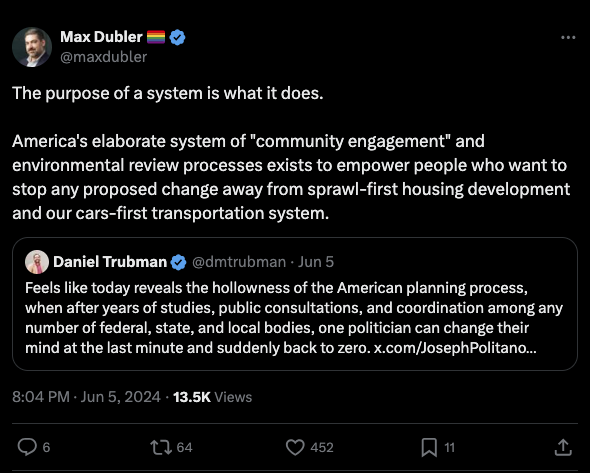 Max Dubler 🏳️‍🌈
@maxdubler
The purpose of a system is what it does.
America's elaborate system of "community engagement" and
environmental review processes exists to empower people who want to
stop any proposed change away from sprawl-first housing development
and our cars-first transportation system.
Daniel Trubman @dmtrubman · Jun 5
Feels like today reveals the hollowness of the American planning process,
when after years of studies, public consultations, and coordination among any
number of federal, state, and local bodies, one politician can change their
mind at the last minute and suddenly back to zero. x.com/JosephPolitano...
8:04 PM · Jun 5, 2024 · 13.5K Views
6 64 452 11